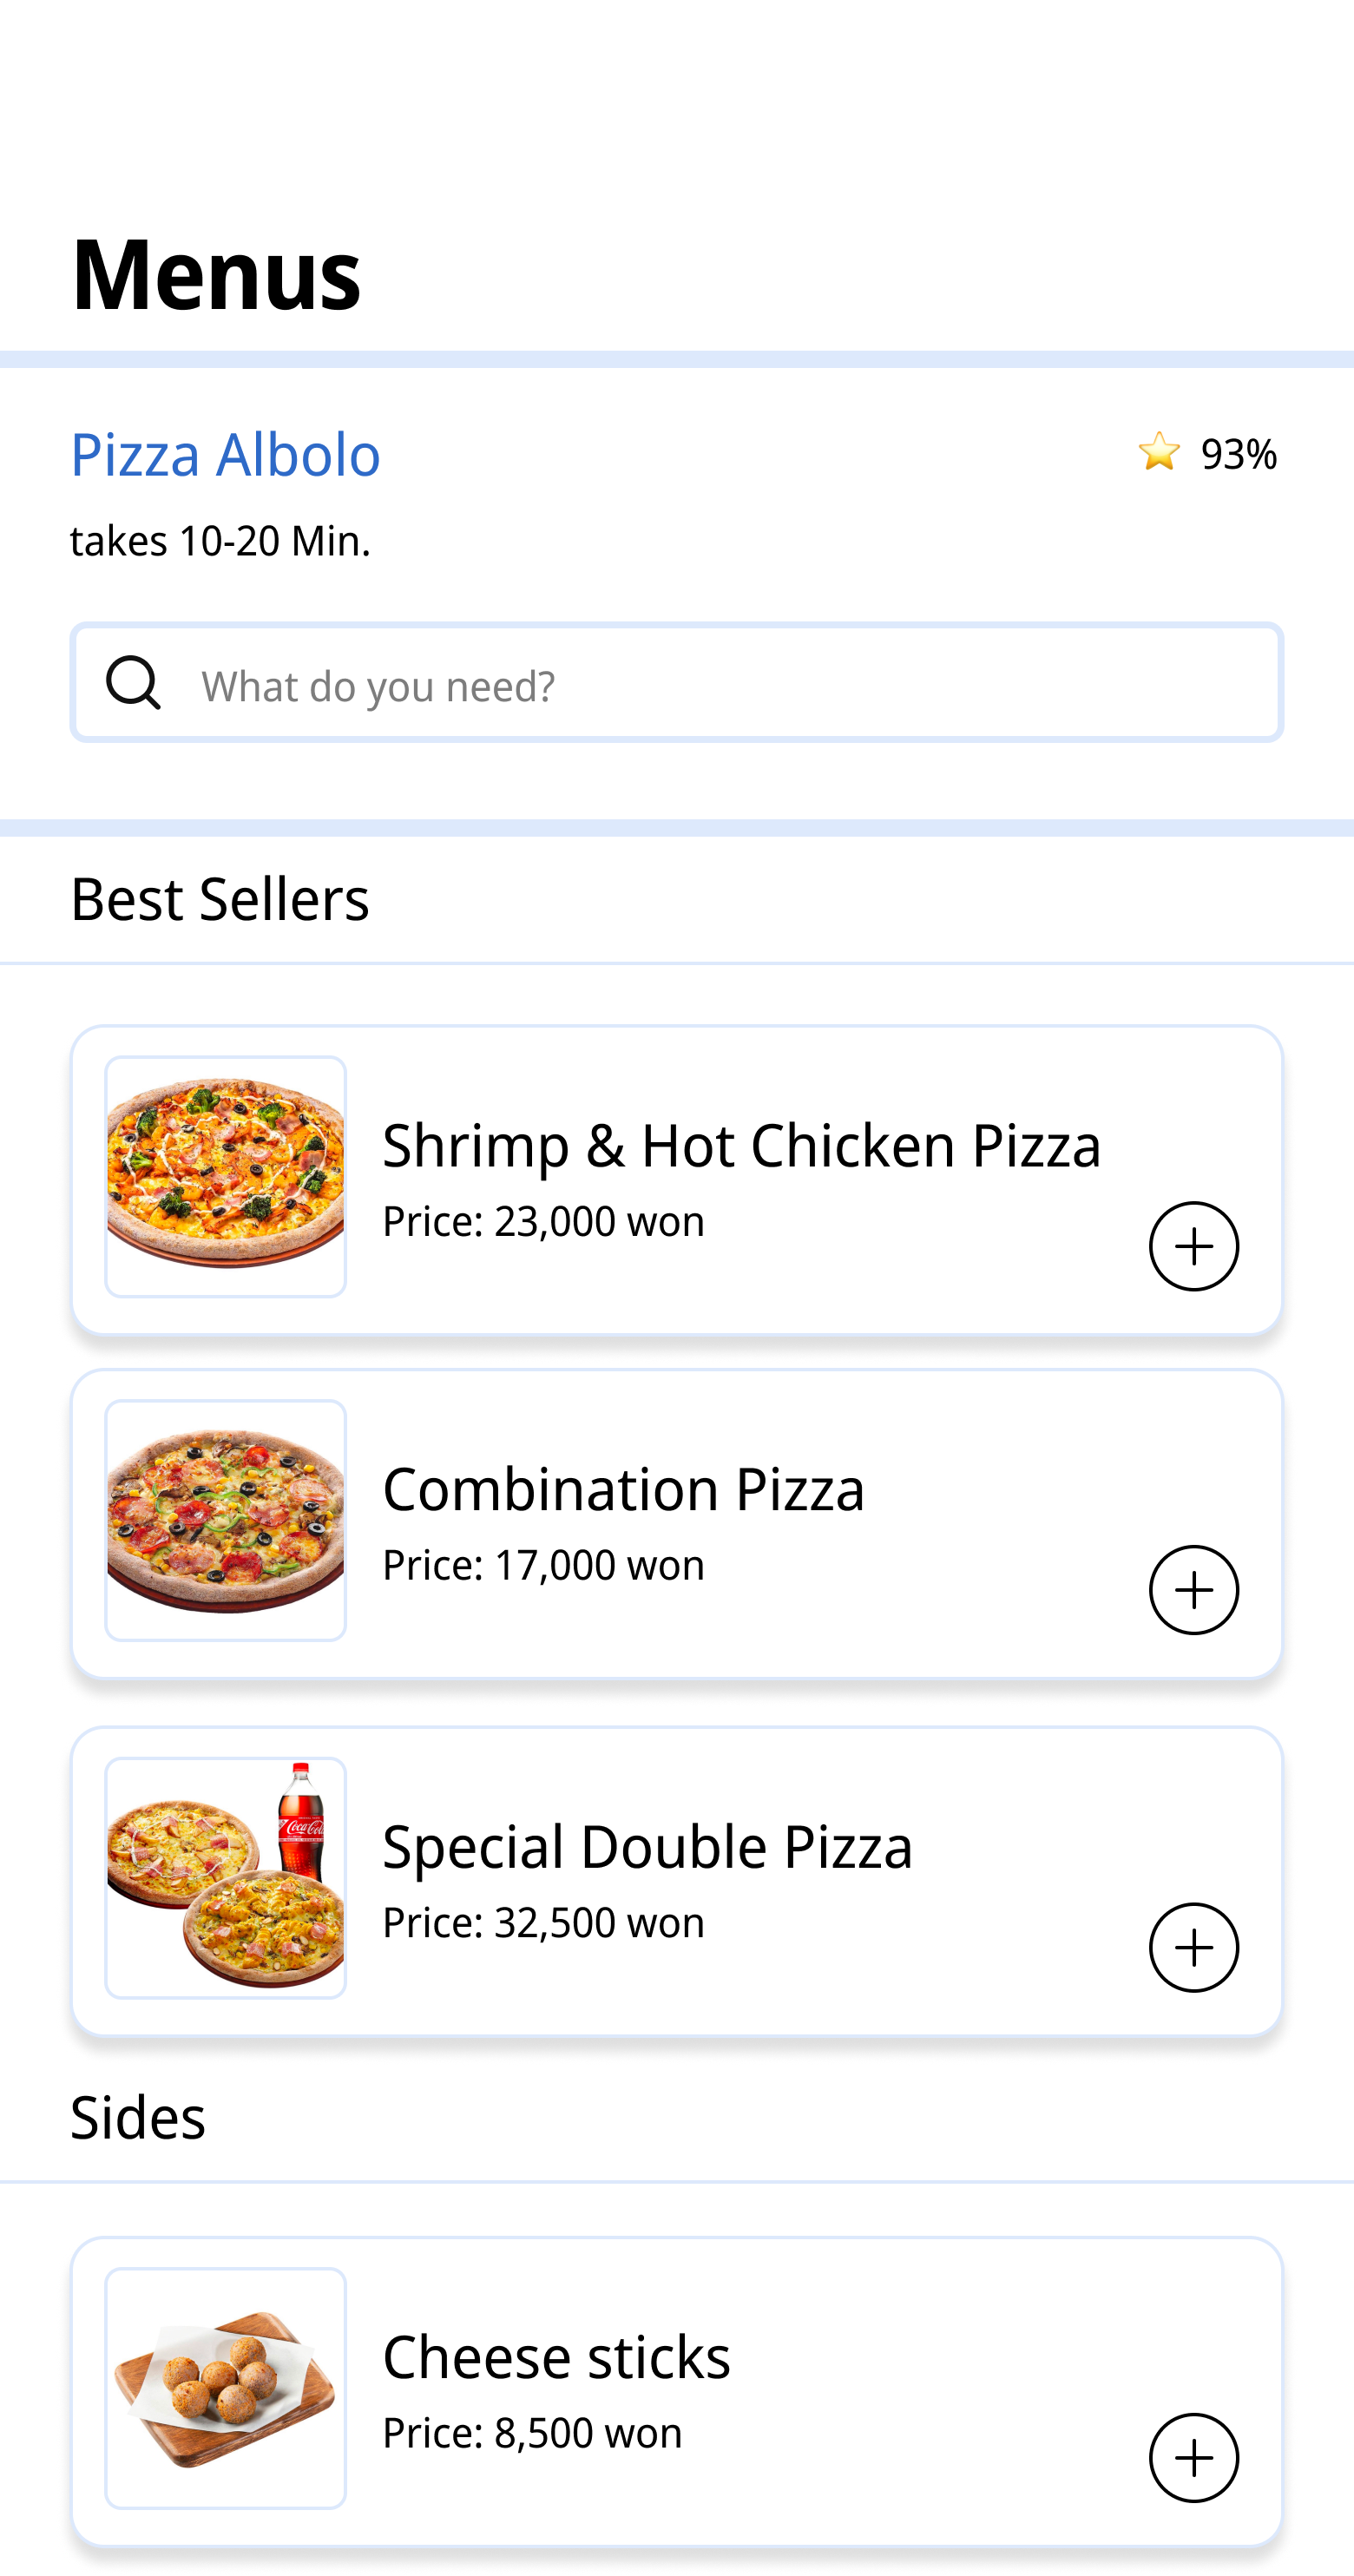 Menus
Pizza Albolo
⭐ 93%
takes 10-20 Min.
What do you need?
Best Sellers
Shrimp & Hot Chicken Pizza
Price: 23,000 won
Combination Pizza
Price: 17,000 won
Coca-Cola
Special Double Pizza
Price: 32,500 won
Sides
Cheese sticks
Price: 8,500 won